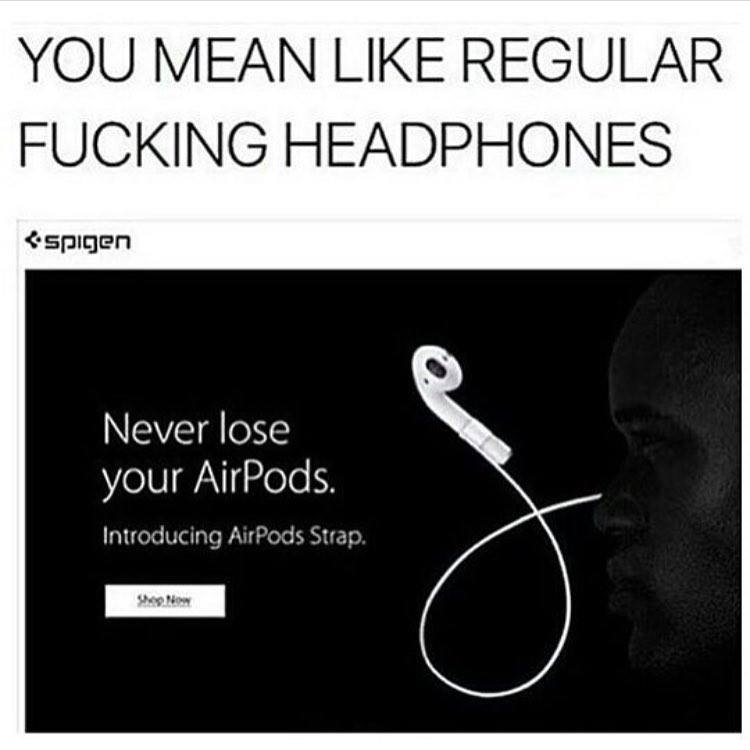 YOU MEAN LIKE REGULAR
FUCKING HEADPHONES
spigen
Never lose
your AirPods.
Introducing AirPods Strap.
Shop Now